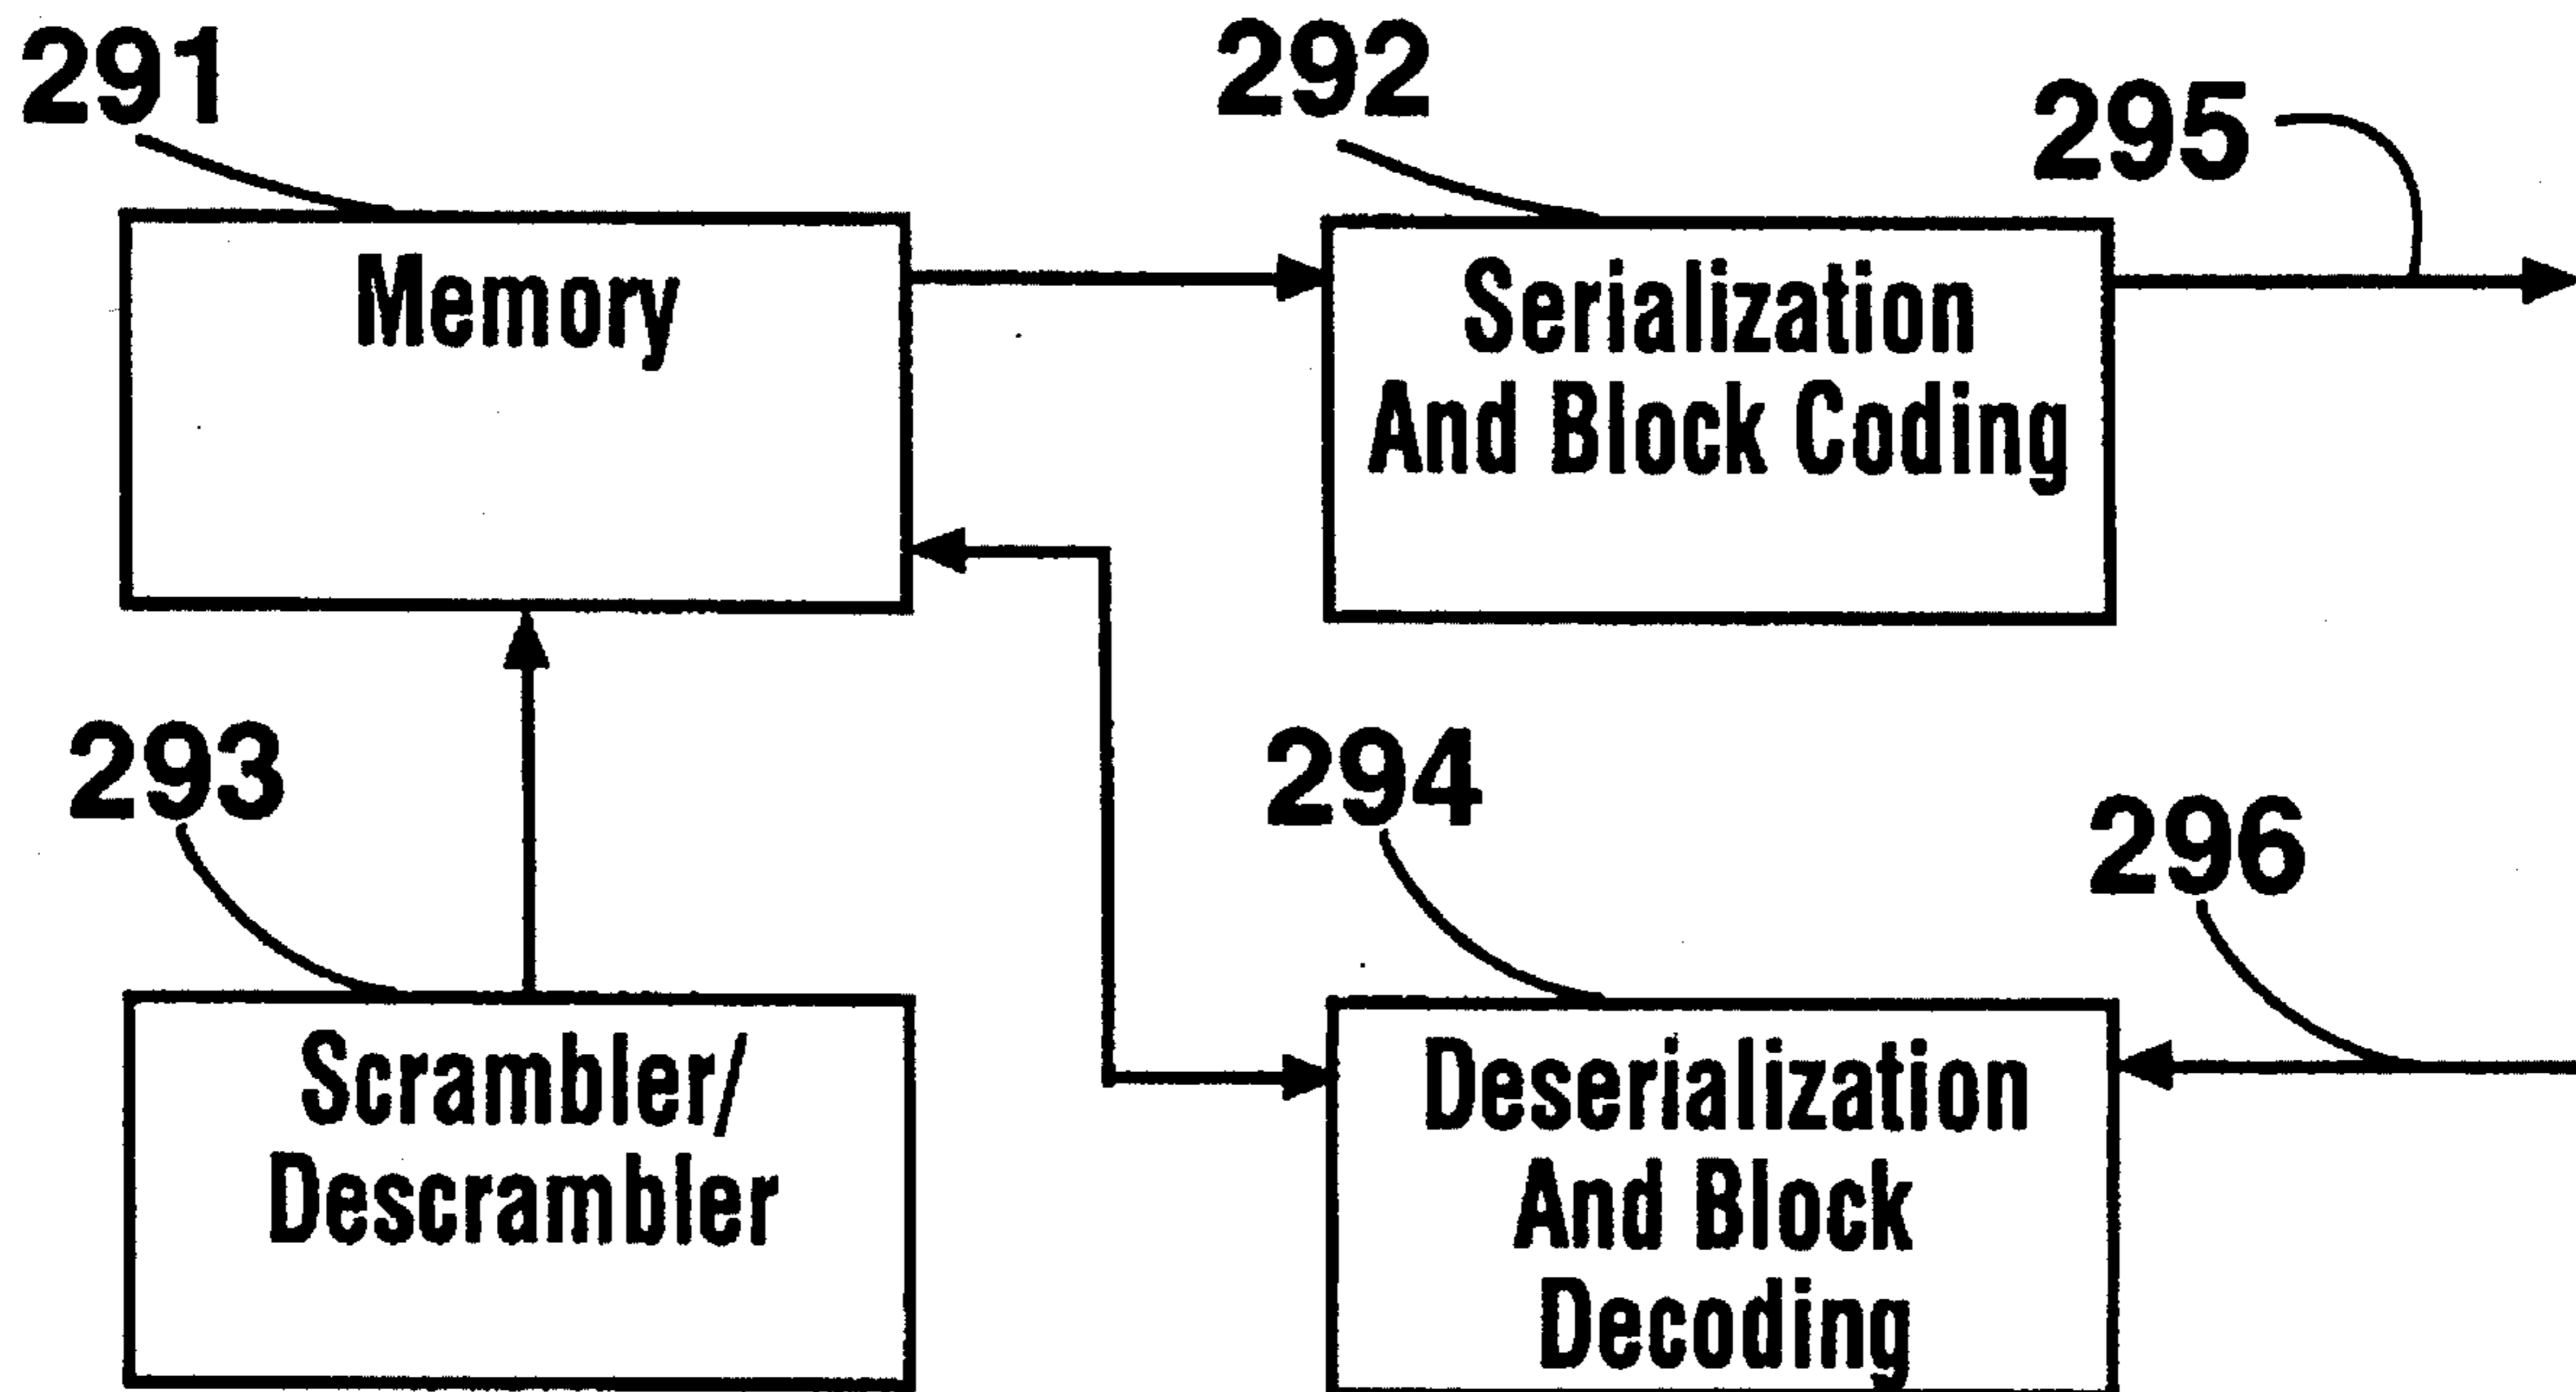 291
292
295
Memory
Serialization
And Block Coding
293
294
296
Scrambler/
Descrambler
Deserialization
And Block
Decoding